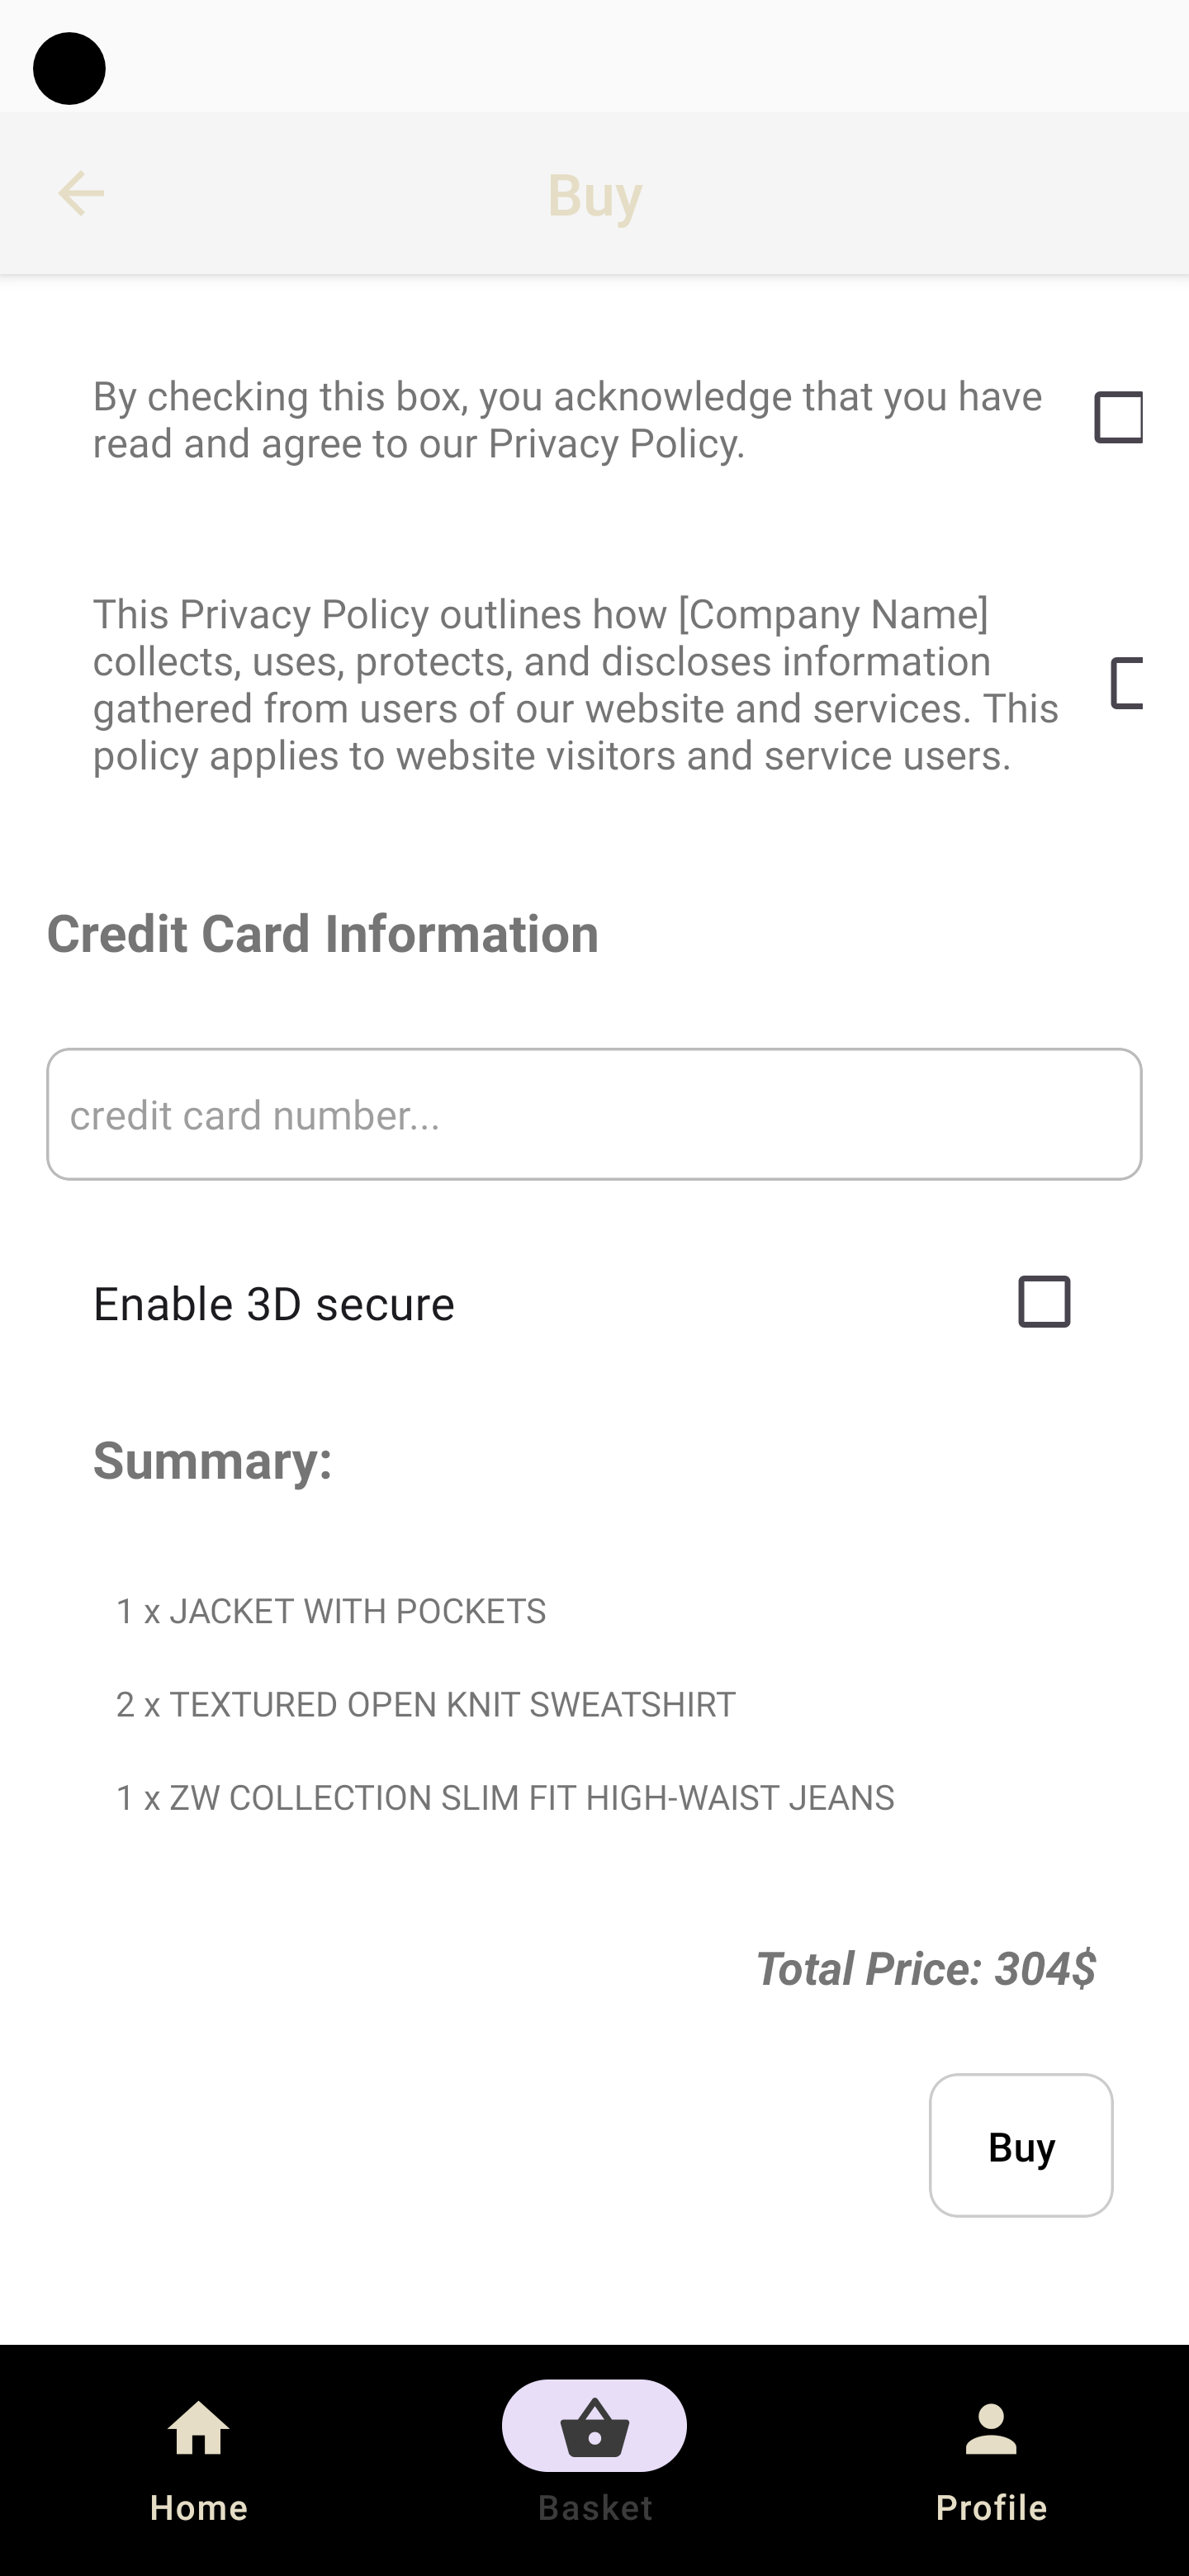 Buy
By checking this box, you acknowledge that you have
read and agree to our Privacy Policy.
This Privacy Policy outlines how [Company Name]
collects, uses, protects, and discloses information
gathered from users of our website and services. This
policy applies to website visitors and service users.
Credit Card Information
credit card number...
Enable 3D secure
Summary:
1 x JACKET WITH POCKETS
2 x TEXTURED OPEN KNIT SWEATSHIRT
1 x ZW COLLECTION SLIM FIT HIGH-WAIST JEANS
Total Price: 304$
Buy
Home
Basket
Profile